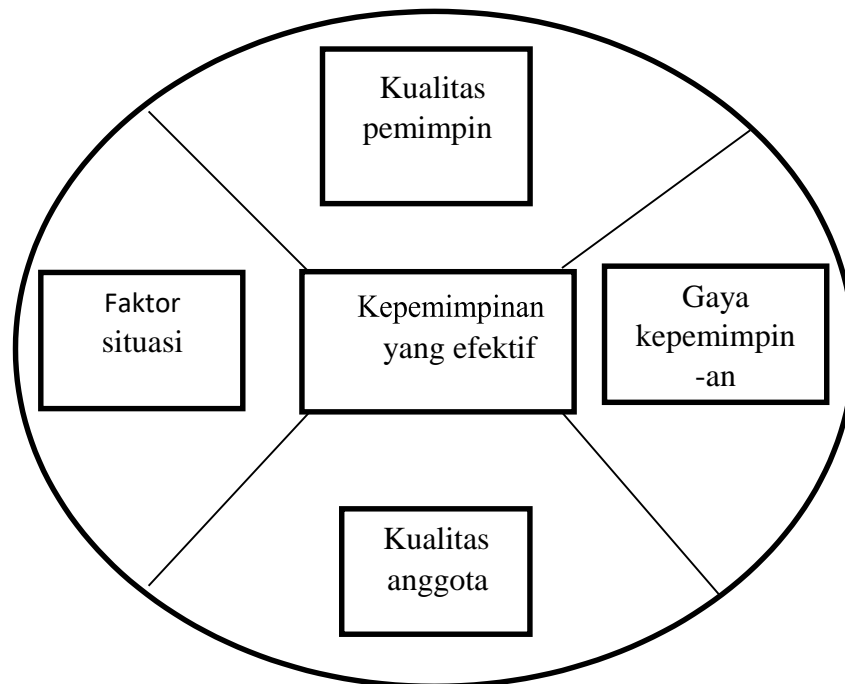 Kualitas
pemimpin
Faktor
situasi
Kepemimpinan
yang efektif
Gaya
kepemimpin
-an
Kualitas
anggota